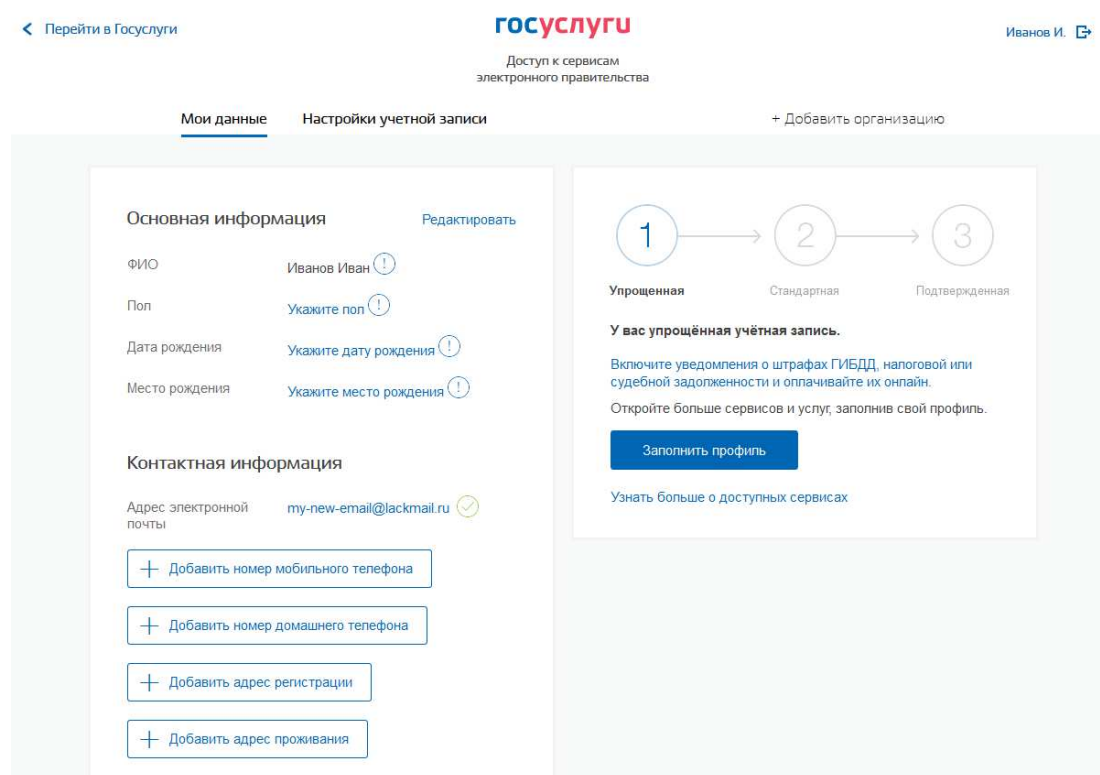 Перейти в Госуслуги
госуслуги
Иванов И.
Доступ к сервисам
электронного правительства
Мои данные
Настройки учетной записи
+ Добавить организацию
Основная информация
Редактировать
ФИО
Иванов Иван !
Пол
Укажите пол !
Дата рождения
Укажите дату рождения !
Место рождения
Укажите место рождения !
Контактная информация
Адрес электронной
почты
my-new-email@lackmail.ru
+ Добавить номер мобильного телефона
+ Добавить номер домашнего телефона
+ Добавить адрес регистрации
+ Добавить адрес проживания
1 2 3
Упрощенная Стандартная Подтвержденная
У вас упрощённая учётная запись.
Включите уведомления о штрафах ГИБДД, налоговой или
судебной задолженности и оплачивайте их онлайн.
Откройте больше сервисов и услуг, заполнив свой профиль.
Заполнить профиль
Узнать больше о доступных сервисах